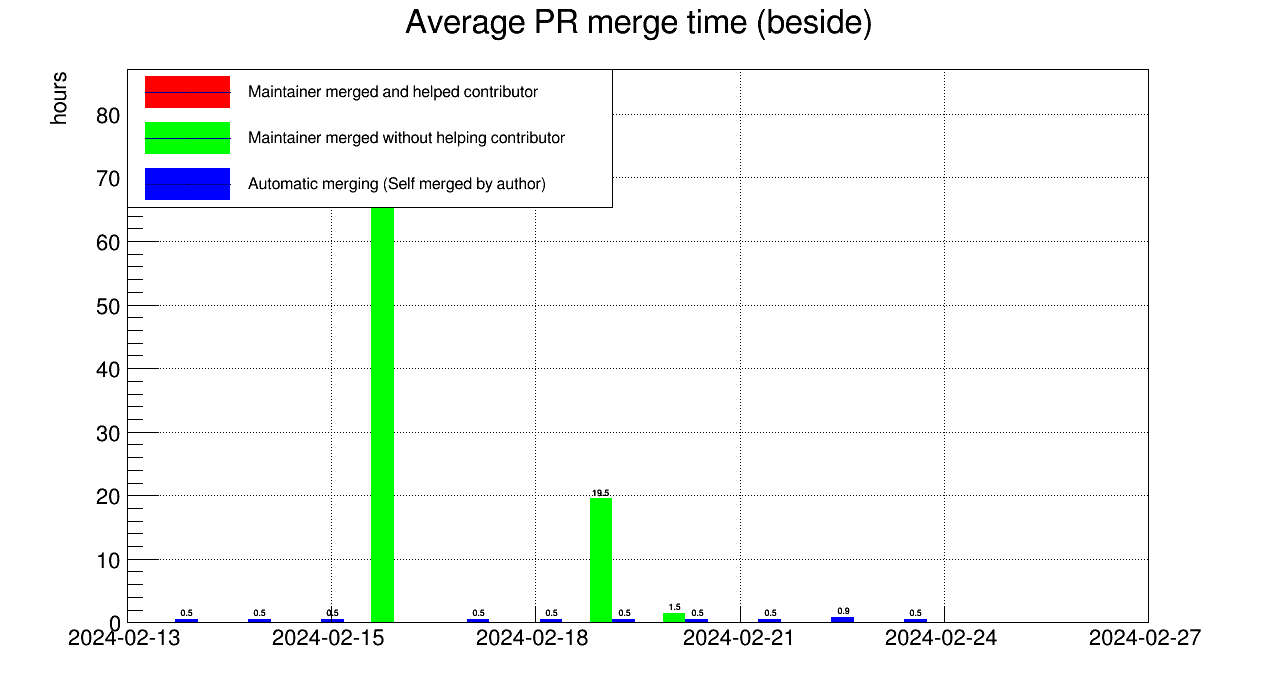 Average PR merge time (beside)
hours
Maintainer merged and helped contributor
Maintainer merged without helping contributor
Automatic merging (Self merged by author)
80
70
60
50
40
30
20
10
0
19.5
1.5
0.5 0.5 0.5 0.5 0.5 0.5 0.5 0.5 0.9 0.5
2024-02-13 2024-02-15 2024-02-18 2024-02-21 2024-02-24 2024-02-27